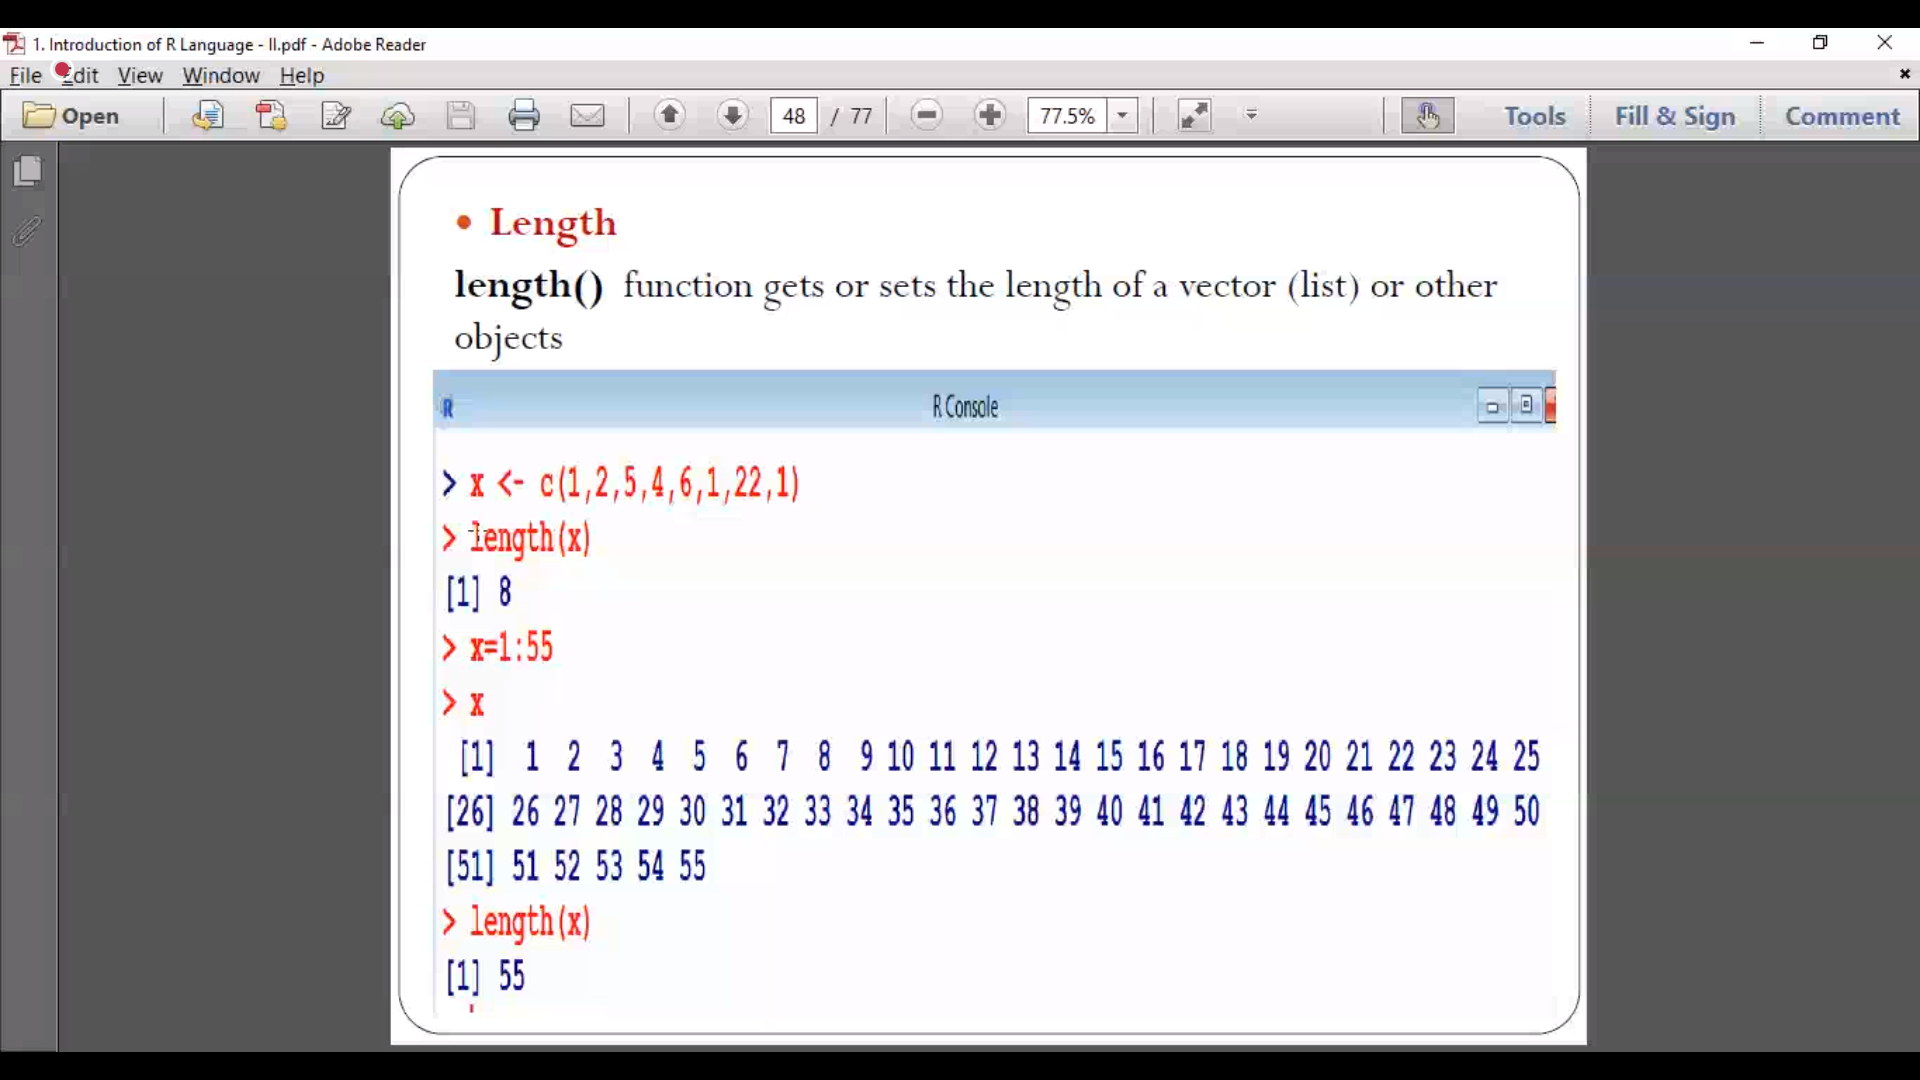 1. Introduction of R Language - II.pdf - Adobe Reader
File Edit View Window Help
Open 48 / 77 77.5% Tools Fill & Sign Comment
• Length
length() function gets or sets the length of a vector (list) or other
objects
R Console
> x <- c(1,2,5,4,6,1,22,1)
> length(x)
[1] 8
> x=1:55
> x
[1] 1 2 3 4 5 6 7 8 9 10 11 12 13 14 15 16 17 18 19 20 21 22 23 24 25
[26] 26 27 28 29 30 31 32 33 34 35 36 37 38 39 40 41 42 43 44 45 46 47 48 49 50
[51] 51 52 53 54 55
> length(x)
[1] 55